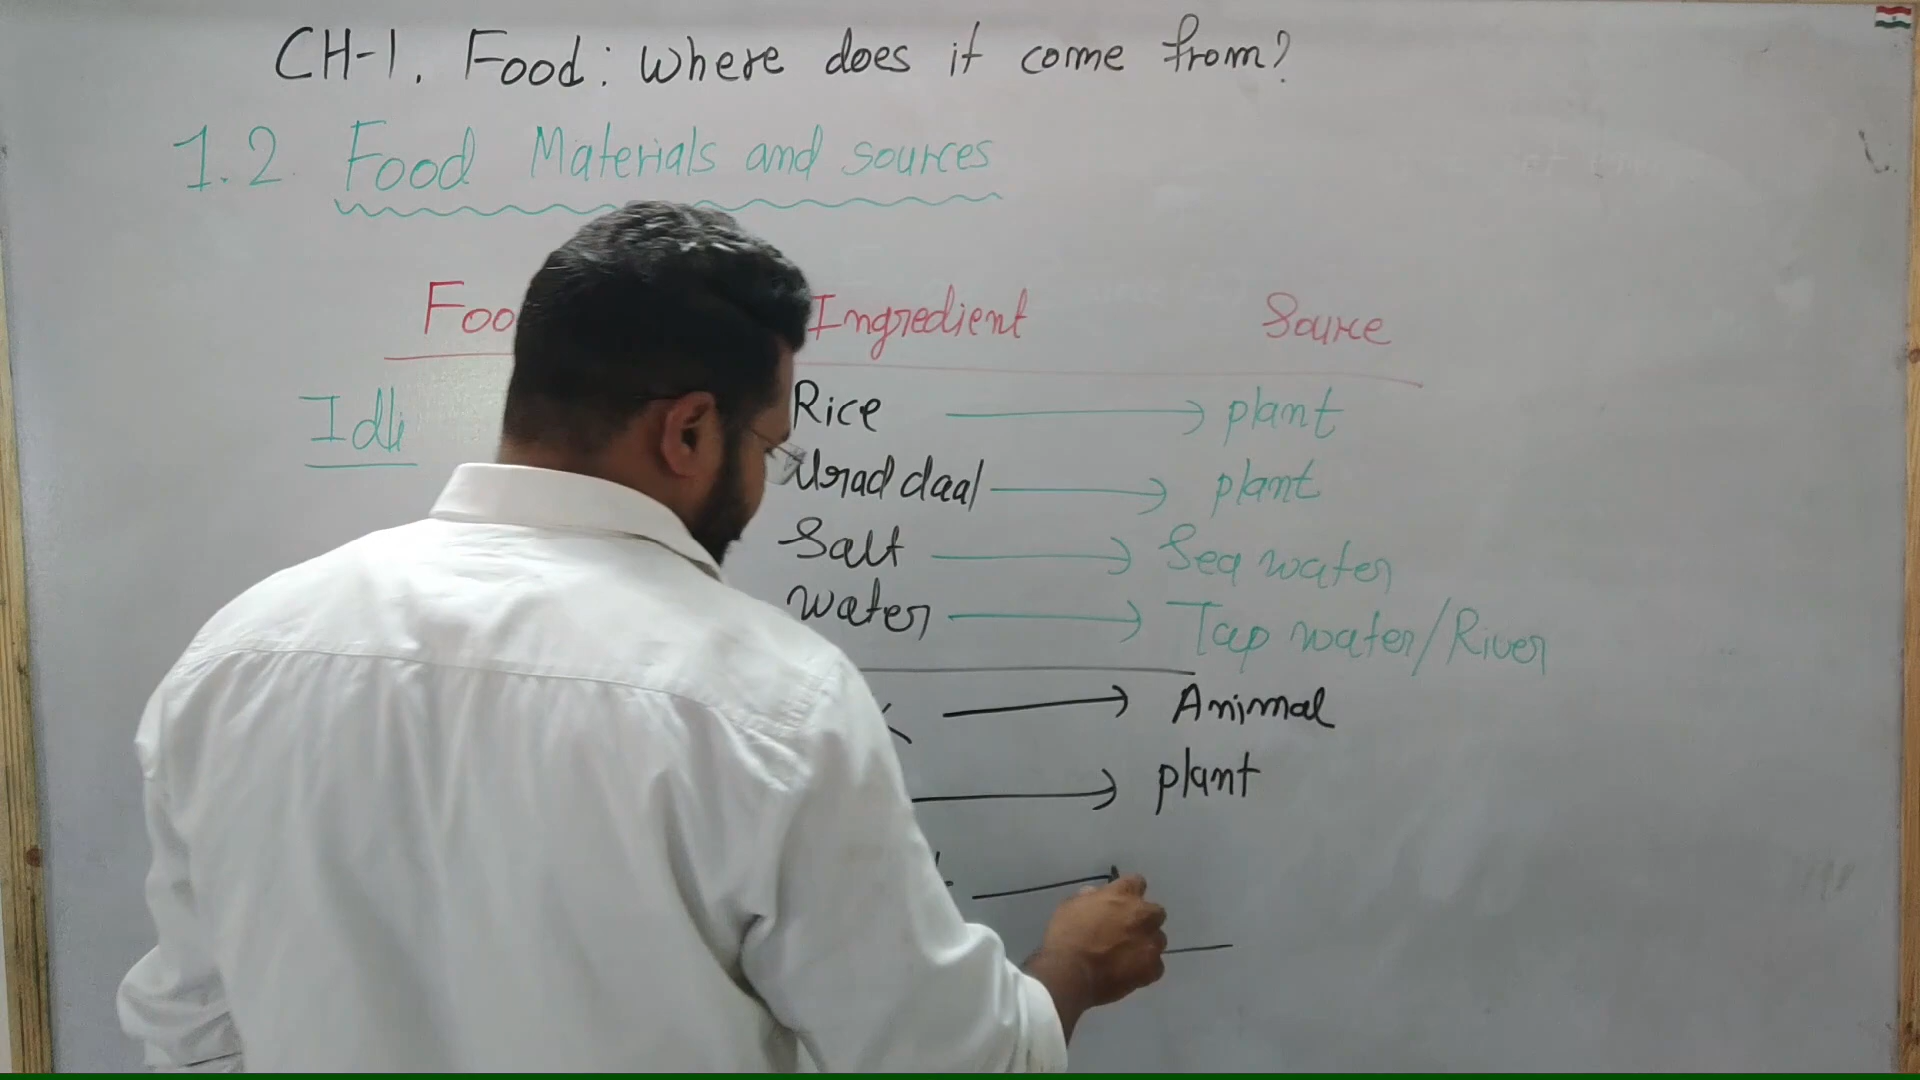 CH-1. Food: Where does it come from?
1.2 Food Materials and sources
Ingredient Source
Idli Rice → plant
Urad daal → plant
Salt → Sea water
water → Tap water/River
→ Animal
→ plant
→